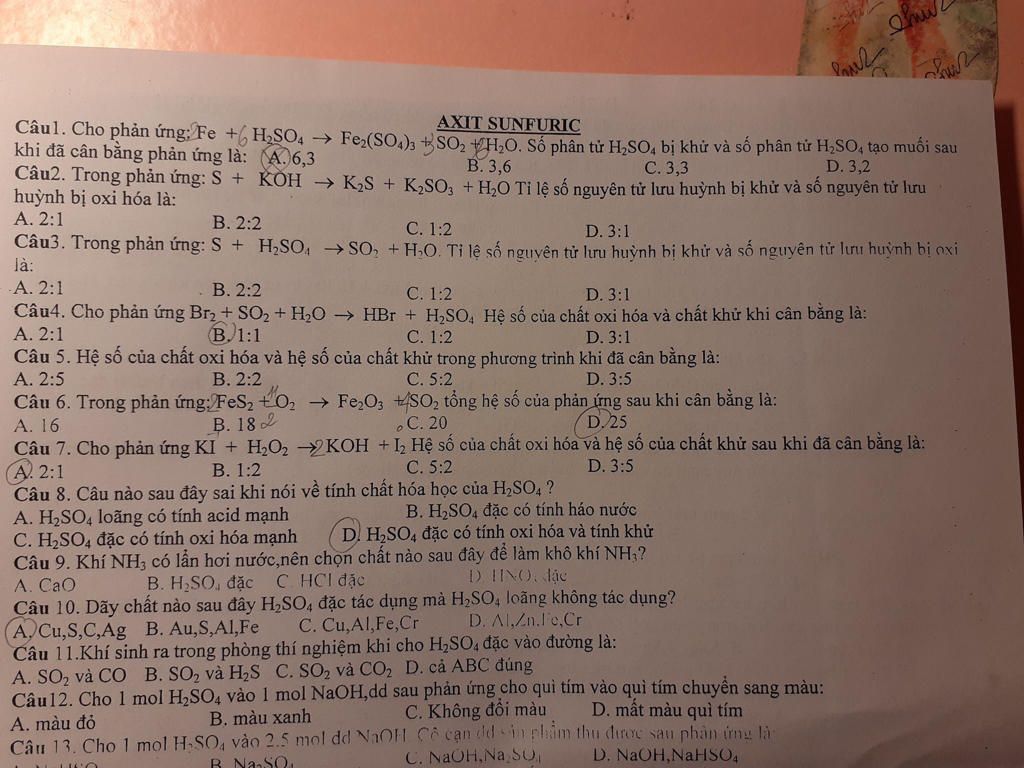 AXIT SUNFURIC
Câu1. Cho phản ứng: 2Fe + 6 H₂SO₄ → Fe₂(SO₄)₃ + 3 SO₂ + 6 H₂O. Số phân tử H₂SO₄ bị khử và số phân tử H₂SO₄ tạo muối sau
khi đã cân bằng phản ứng là: A. 6,3 B. 3,6 C. 3,3 D. 3,2
Câu2. Trong phản ứng: S + KOH → K₂S + K₂SO₃ + H₂O Tỉ lệ số nguyên tử lưu huỳnh bị khử và số nguyên tử lưu
huỳnh bị oxi hóa là:
A. 2:1 B. 2:2 C. 1:2 D. 3:1
Câu3. Trong phản ứng: S + H₂SO₄ → SO₂ + H₂O. Tỉ lệ số nguyên tử lưu huỳnh bị khử và số nguyên tử lưu huỳnh bị oxi
là:
A. 2:1 B. 2:2 C. 1:2 D. 3:1
Câu4. Cho phản ứng Br₂ + SO₂ + H₂O → HBr + H₂SO₄ Hệ số của chất oxi hóa và chất khử khi cân bằng là:
A. 2:1 B. 1:1 C. 1:2 D. 3:1
Câu 5. Hệ số của chất oxi hóa và hệ số của chất khử trong phương trình khi đã cân bằng là:
A. 2:5 B. 2:2 C. 5:2 D. 3:5
Câu 6. Trong phản ứng: FeS₂ + 11 O₂ → Fe₂O₃ + SO₂ tổng hệ số của phản ứng sau khi cân bằng là:
A. 16 B. 18 C. 20 D. 25
Câu 7. Cho phản ứng KI + H₂O₂ → 2 KOH + I₂ Hệ số của chất oxi hóa và hệ số của chất khử sau khi đã cân bằng là:
A. 2:1 B. 1:2 C. 5:2 D. 3:5
Câu 8. Câu nào sau đây sai khi nói về tính chất hóa học của H₂SO₄ ?
A. H₂SO₄ loãng có tính acid mạnh B. H₂SO₄ đặc có tính háo nước
C. H₂SO₄ đặc có tính oxi hóa mạnh D. H₂SO₄ đặc có tính oxi hóa và tính khử
Câu 9. Khí NH₃ có lẩn hơi nước,nên chọn chất nào sau đây để làm khô khí NH₃?
A. CaO B. H₂SO₄ đặc C. HCl đặc D. HNO₃ đặc
Câu 10. Dãy chất nào sau đây H₂SO₄ đặc tác dụng mà H₂SO₄ loãng không tác dụng?
A. Cu,S,C,Ag B. Au,S,Al,Fe C. Cu,Al,Fe,Cr D. Al,Zn,Fe,Cr
Câu 11.Khí sinh ra trong phòng thí nghiệm khi cho H₂SO₄ đặc vào đường là:
A. SO₂ và CO B. SO₂ và H₂S C. SO₂ và CO₂ D. cả ABC đúng
Câu12. Cho 1 mol H₂SO₄ vào 1 mol NaOH,dd sau phản ứng cho quì tím vào quì tím chuyển sang màu:
A. màu đỏ B. màu xanh C. Không đổi màu D. mất màu quì tím
Câu 13. Cho 1 mol H₂SO₄ vào 2.5 mol dd NaOH. Cô cạn dd sản phẩm thu được sau phản ứng là
B. Na₂SO₄ C. NaOH,Na₂SO₄ D. NaOH,NaHSO₄